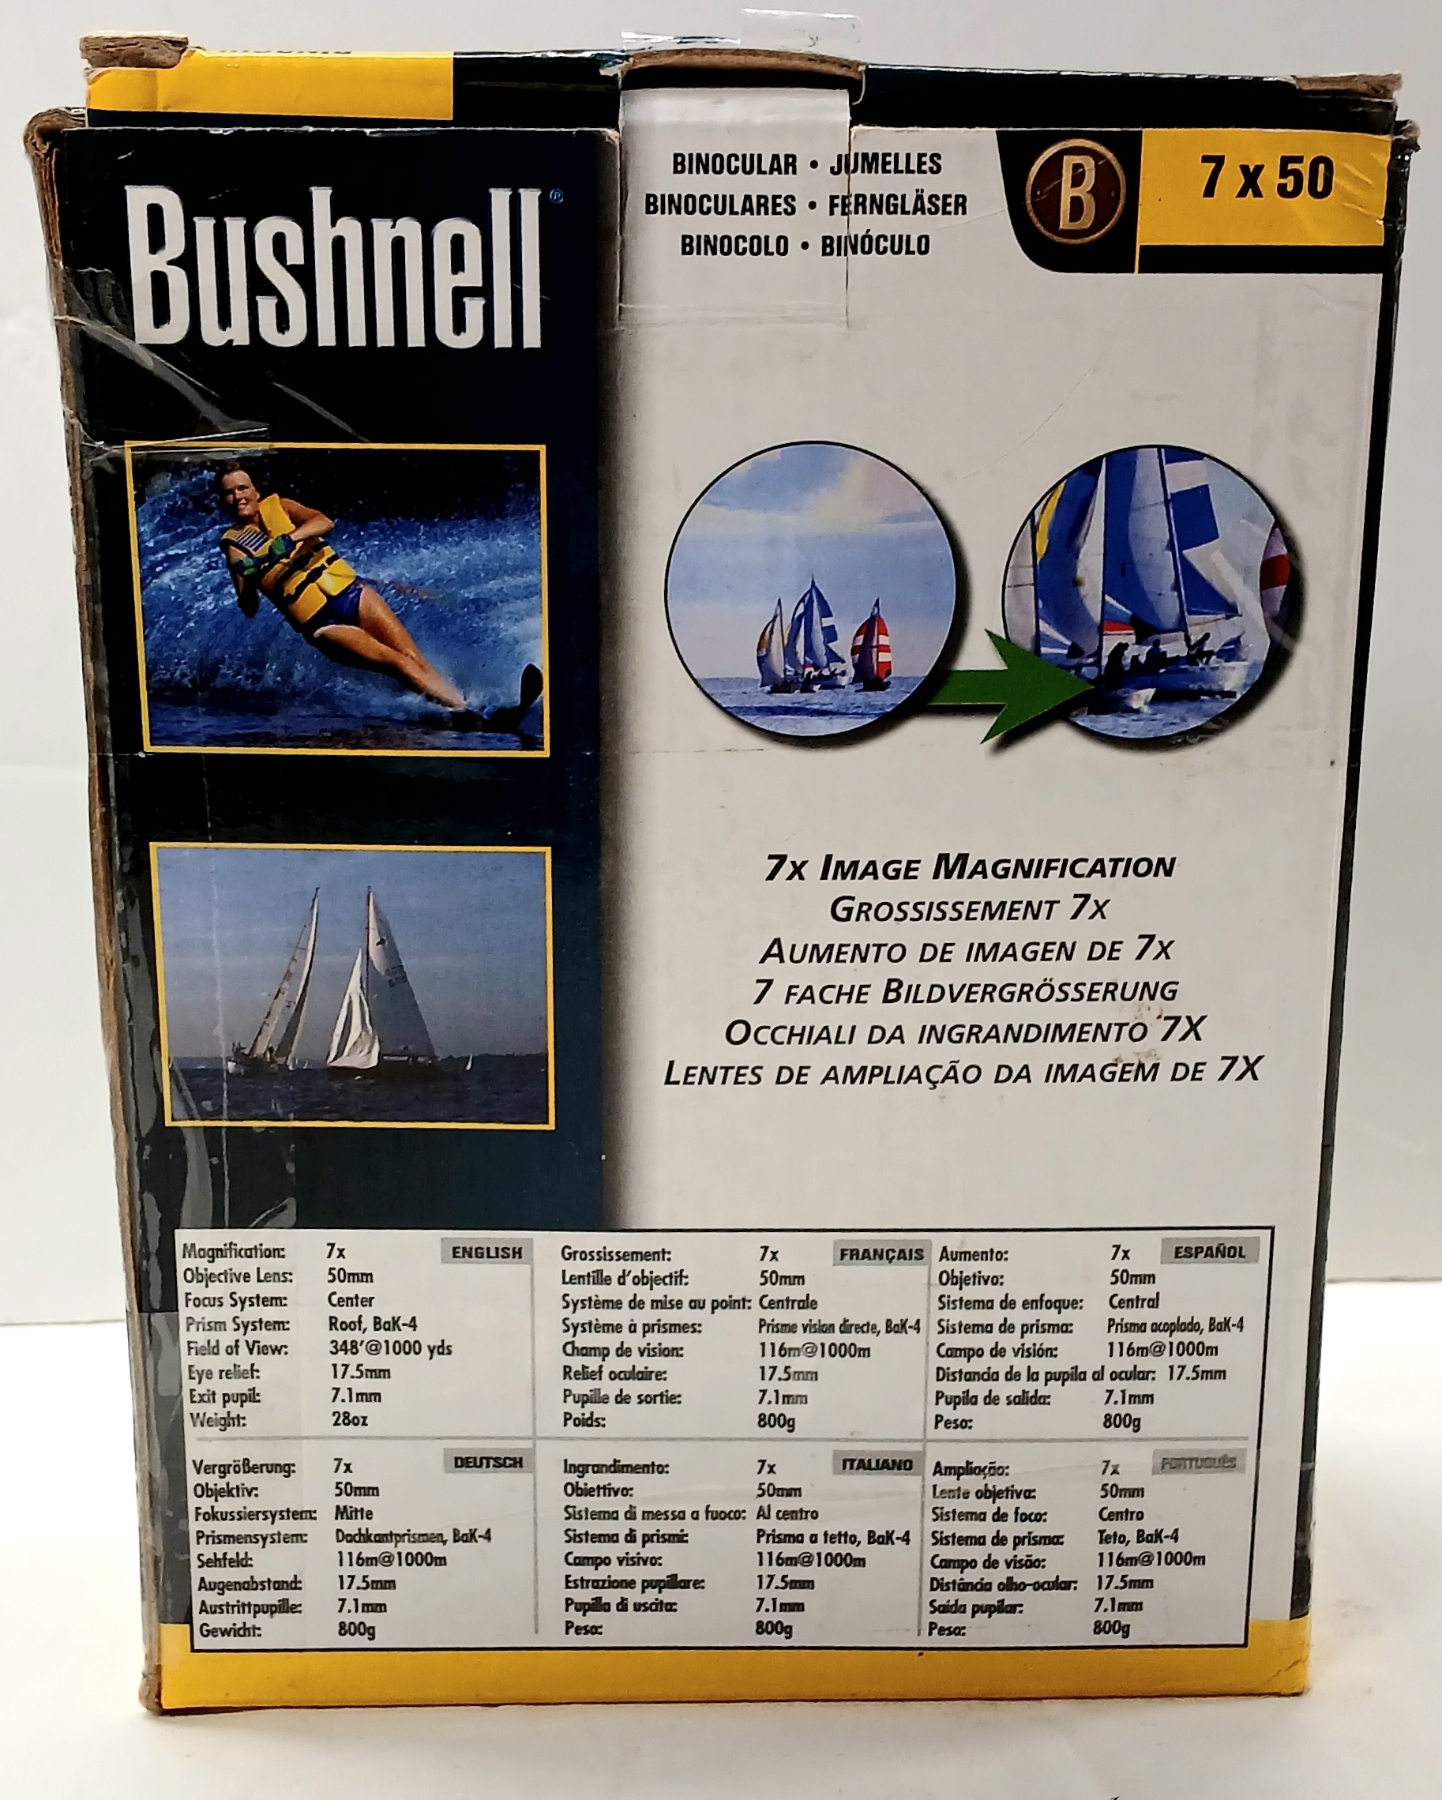 Bushnell®
BINOCULAR • JUMELLES
BINOCULARES • FERNGLÄSER
BINOCOLO • BINÓCULO
B
7 x 50
7X IMAGE MAGNIFICATION
GROSSISSEMENT 7X
AUMENTO DE IMAGEN DE 7X
7 FACHE BILDVERGRÖSSERUNG
OCCHIALI DA INGRANDIMENTO 7X
LENTES DE AMPLIAÇÃO DA IMAGEM DE 7X
ENGLISH
Magnification: 7x
Objective Lens: 50mm
Focus System: Center
Prism System: Roof, BaK-4
Field of View: 348'@1000 yds
Eye relief: 17.5mm
Exit pupil: 7.1mm
Weight: 28oz
FRANÇAIS
Grossissement: 7x
Lentille d'objectif: 50mm
Système de mise au point: Centrale
Système à prismes: Prisme vision directe, BaK-4
Champ de vision: 116m@1000m
Relief oculaire: 17.5mm
Pupille de sortie: 7.1mm
Poids: 800g
ESPAÑOL
Aumento: 7x
Objetivo: 50mm
Sistema de enfoque: Central
Sistema de prisma: Prisma acoplado, BaK-4
Campo de visión: 116m@1000m
Distancia de la pupila al ocular: 17.5mm
Pupila de salida: 7.1mm
Peso: 800g
DEUTSCH
Vergrößerung: 7x
Objektiv: 50mm
Fokussiersystem: Mitte
Prismensystem: Dachkantprismen, BaK-4
Sehfeld: 116m@1000m
Augenabstand: 17.5mm
Austrittpupille: 7.1mm
Gewicht: 800g
ITALIANO
Ingrandimento: 7x
Obiettivo: 50mm
Sistema di messa a fuoco: Al centro
Sistema di prismi: Prisma a tetto, BaK-4
Campo visivo: 116m@1000m
Estrazione pupillare: 17.5mm
Pupilla di uscita: 7.1mm
Peso: 800g
PORTUGUÊS
Ampliação: 7x
Lente objetiva: 50mm
Sistema de foco: Centro
Sistema de prisma: Teto, BaK-4
Campo de visão: 116m@1000m
Distância olho-ocular: 17.5mm
Saída pupilar: 7.1mm
Peso: 800g